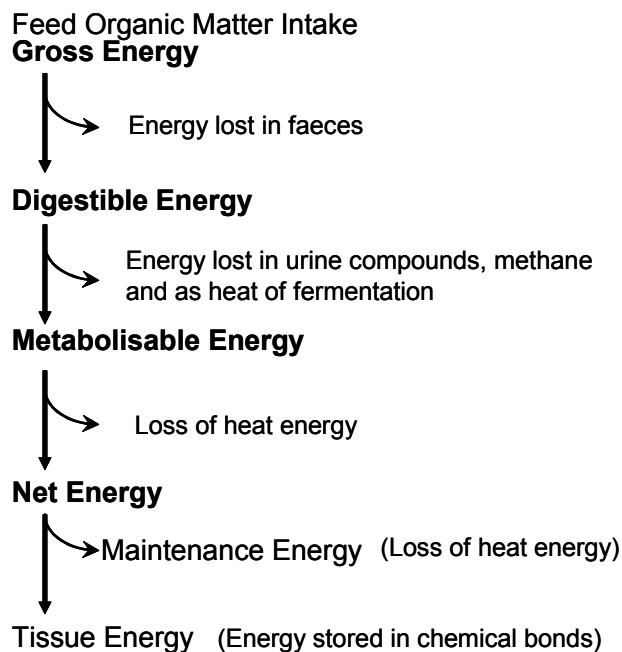 Feed Organic Matter Intake
Gross Energy
Energy lost in faeces
Digestible Energy
Energy lost in urine compounds, methane
and as heat of fermentation
Metabolisable Energy
Loss of heat energy
Net Energy
Maintenance Energy (Loss of heat energy)
Tissue Energy (Energy stored in chemical bonds)